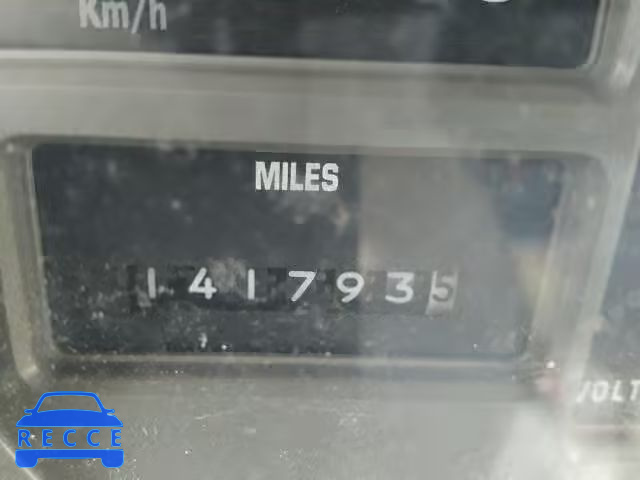 Km/h
MILES
1417935
VOLT
RECCE